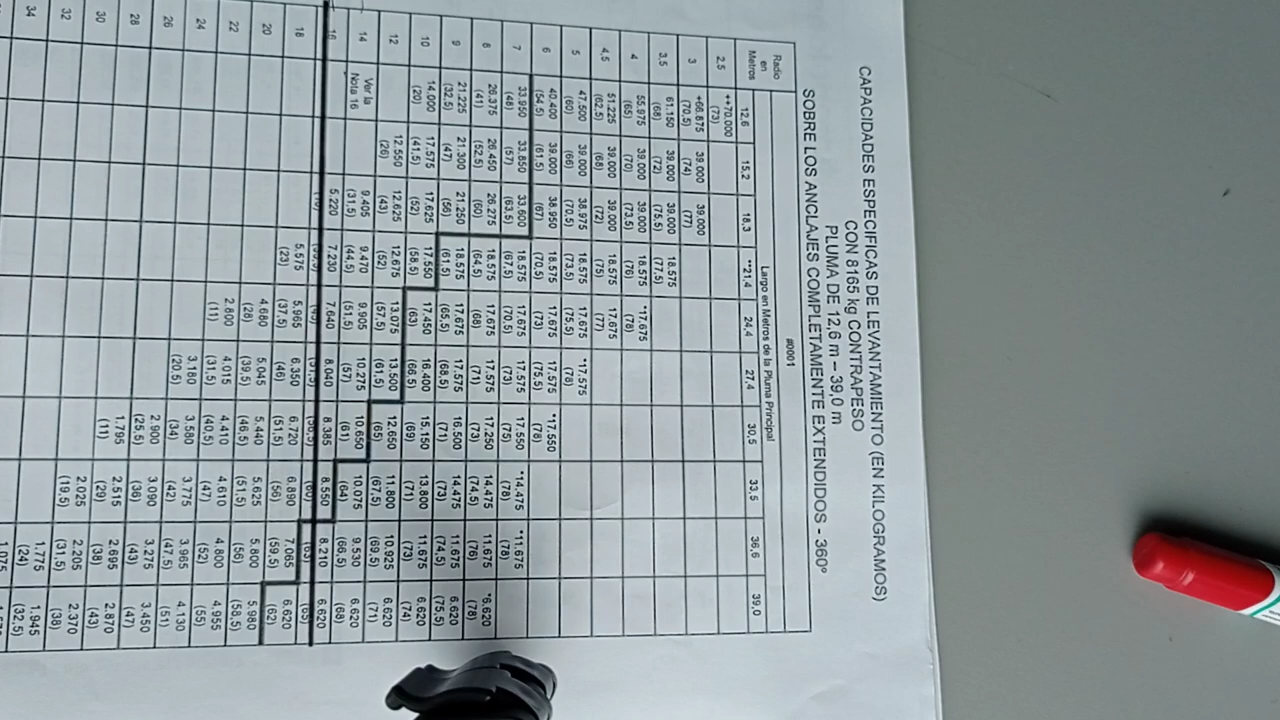 CAPACIDADES ESPECIFICAS DE LEVANTAMIENTO (EN KILOGRAMOS)
CON 8165 kg CONTRAPESO
PLUMA DE 12,6 m – 39,0 m
SOBRE LOS ANCLAJES COMPLETAMENTE EXTENDIDOS - 360º
#0001
Radio en Metros
Largo en Metros de la Pluma Principal
12,6 15,2 18,3 **21,4 24,4 27,4 30,5 33,5 36,6 39,0
2,5 ++70.000
(73)
3 +66.875 39.000 39.000
(70,5) (74) (77)
3,5 61.150 39.000 39.000 18.575
(68) (72) (75,5) (77,5)
4 55.975 39.000 39.000 18.575 *17.675
(65) (70) (73,5) (76) (78)
4,5 51.225 39.000 39.000 18.575 17.675
(62,5) (68) (72) (75) (77)
5 47.500 39.000 38.975 18.575 17.675 *17.575
(60) (66) (70,5) (73,5) (75,5) (78)
6 40.400 39.000 38.950 18.575 17.675 17.575 *17.550
(54,5) (61,5) (67) (70,5) (73) (75,5) (78)
7 33.950 33.850 33.600 18.575 17.675 17.575 17.550 *14.475 *11.675
(48) (57) (63,5) (67,5) (70,5) (73) (75) (78) (78)
8 26.375 26.450 26.275 18.575 17.675 17.575 17.250 14.475 11.675 *6.620
(41) (52,5) (60) (64,5) (68) (71) (73) (74,5) (76) (78)
9 21.225 21.300 21.250 18.575 17.675 17.575 16.500 14.475 11.675 6.620
(32,5) (47) (56) (61,5) (65,5) (68,5) (71) (73) (74,5) (75,5)
10 14.000 17.575 17.625 17.550 17.450 16.400 15.150 13.800 11.675 6.620
(20) (41,5) (52) (58,5) (63) (66,5) (69) (71) (73) (74)
12 12.550 12.625 12.675 13.075 13.500 12.650 11.800 10.925 6.620
(26) (43) (52) (57,5) (61,5) (65) (67,5) (69,5) (71)
14 Ver la 9.405 9.470 9.905 10.275 10.650 10.075 9.530 6.620
Nota 16 (31,5) (44,5) (51,5) (57) (61) (64) (66,5) (68)
16 5.220 7.230 7.640 8.040 8.385 8.550 8.210 6.620
18 5.575 5.965 6.350 6.720 6.890 7.065 6.620
(23) (37,5) (46) (51,5) (56) (59,5) (62)
20 4.680 5.045 5.440 5.625 5.800 5.980
(28) (39,5) (46,5) (51,5) (56) (58,5)
22 2.800 4.015 4.410 4.610 4.800 4.955
(11) (31,5) (40,5) (47) (52) (55)
24 3.180 3.580 3.775 3.965 4.130
(20,5) (34) (42) (47,5) (51)
26 2.900 3.090 3.275 3.450
(25,5) (36) (43) (47)
28 1.795 2.515 2.695 2.870
(11) (29) (38) (43)
30 2.025 2.205 2.370
(19,5) (31,5) (38)
32 1.775 1.945
(24) (32,5)
34 1.075